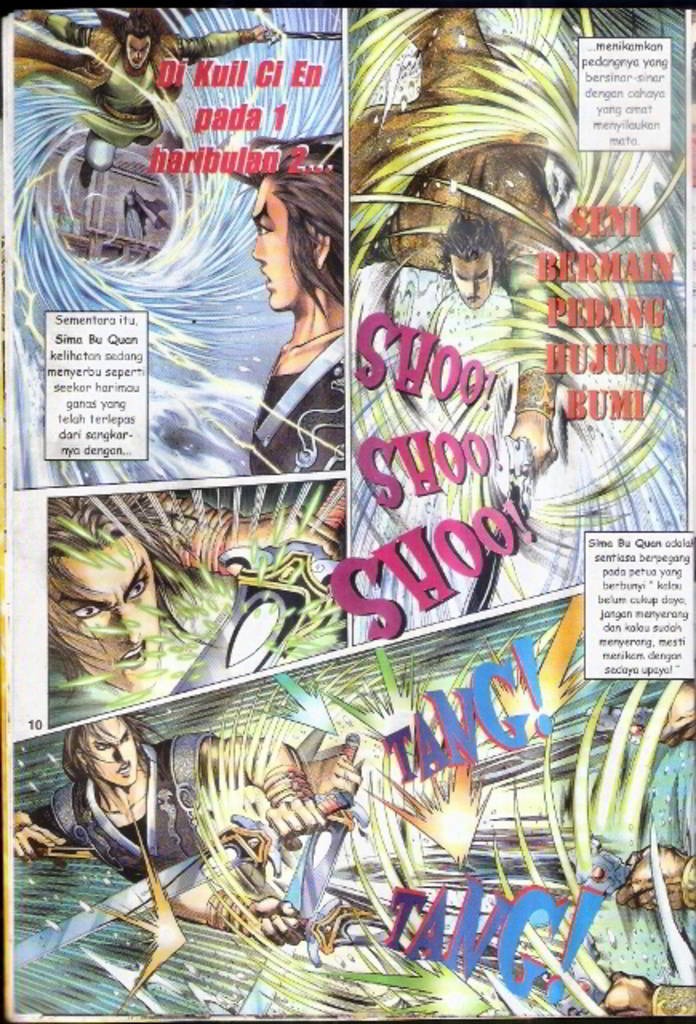 Di Kuil Ci En
pada 1
haribulan 2...
Sementara itu,
Sima Bu Quan
kelihatan sedang
menyerbu seperti
seekor harimau
ganas yang
telah terlepas
dari sangkar-
nya dengan...
...menikamkan
pedangnya yang
bersinar-sinar
dengan cahaya
yang amat
menyilaukan
mata.
SENI
BERMAIN
PEDANG
HUJUNG
BUMI
SHOO!
SHOO!
SHOO!
Sima Bu Quan adalah
sentiasa berpegang
pada petua yang
berbunyi " kalau
belum cukup daya,
jangan menyerang
dan kalau sudah
menyerang, mesti
menikam dengan
sedaya upaya! "
TANG!
TANG!
10